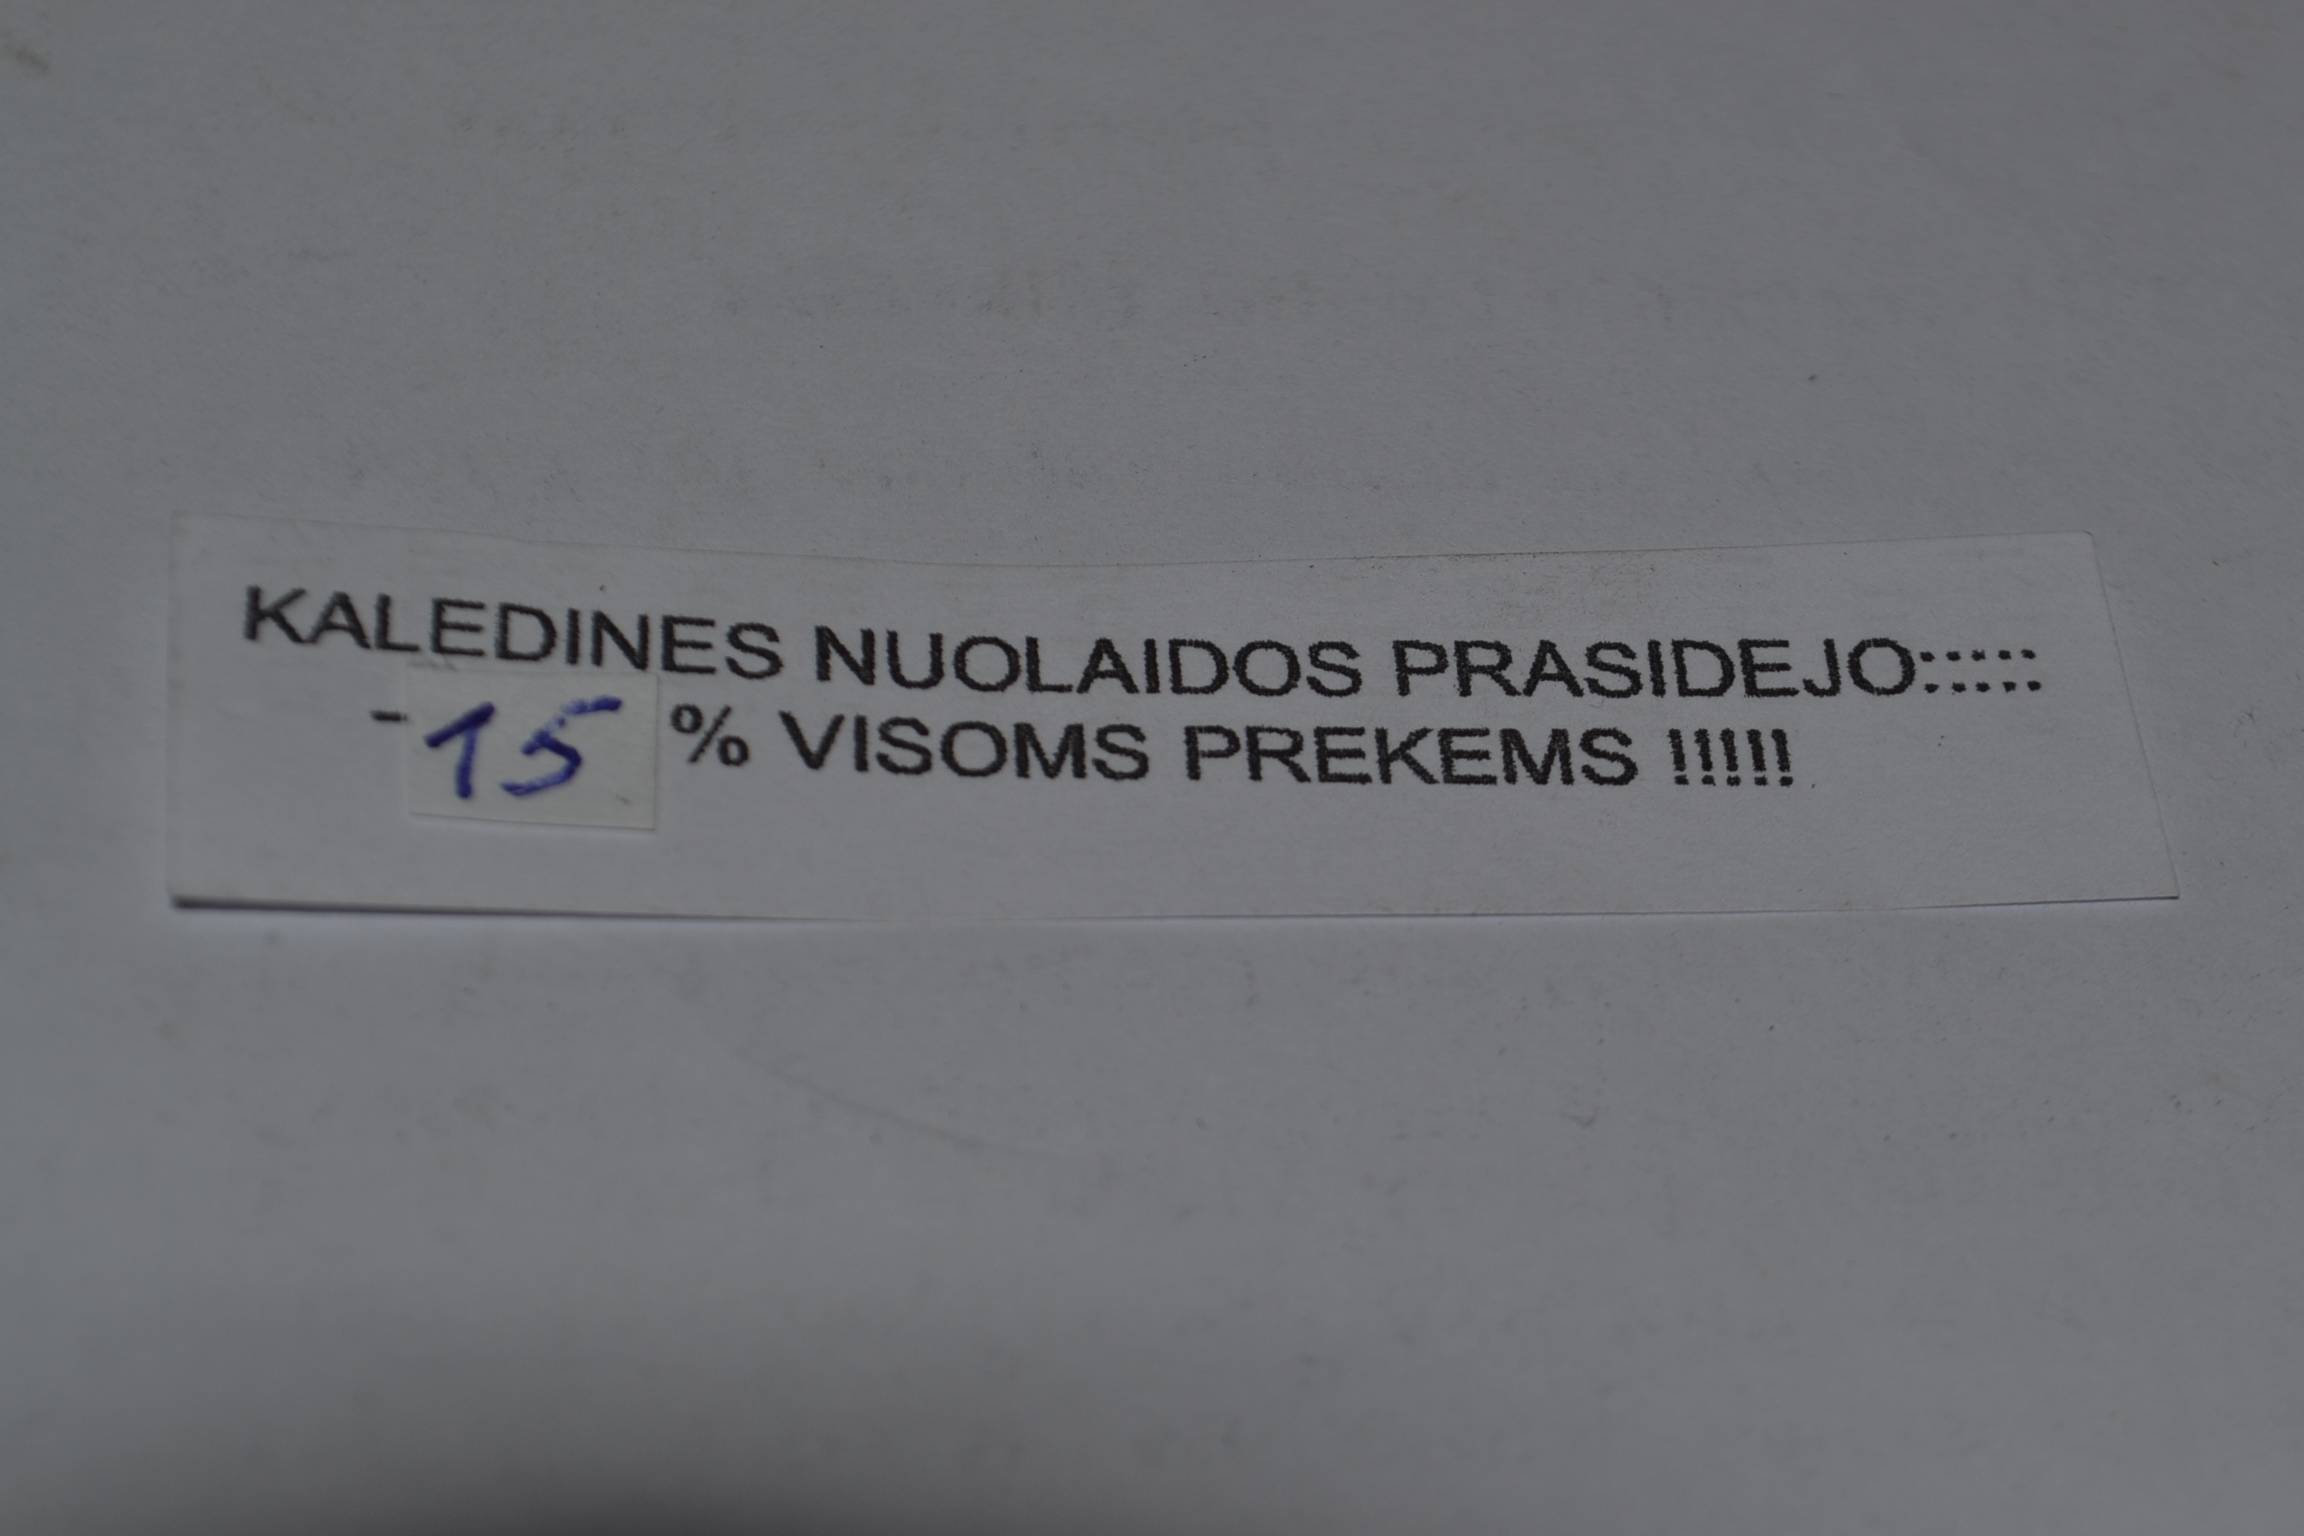 KALEDINES NUOLAIDOS PRASIDEJO:::::
-15 % VISOMS PREKEMS !!!!!